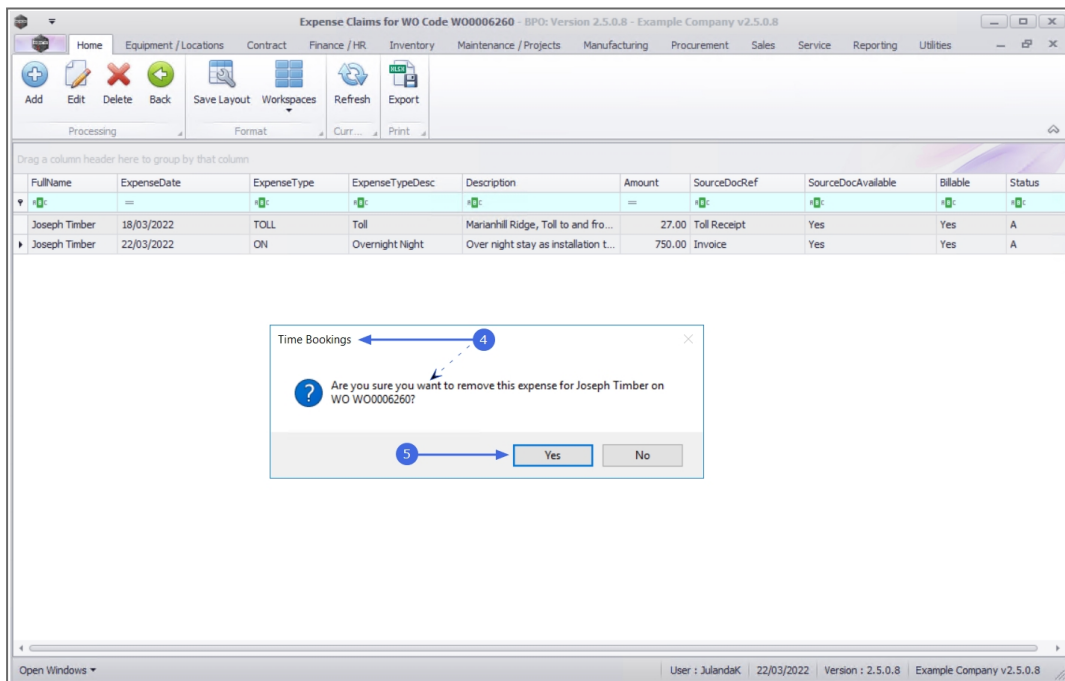 Expense Claims for WO Code WO0006260 - BPO: Version 2.5.0.8 - Example Company v2.5.0.8
Home Equipment / Locations Contract Finance / HR Inventory Maintenance / Projects Manufacturing Procurement Sales Service Reporting Utilities
Add Edit Delete Back Save Layout Workspaces Refresh Export
Processing Format Curr... Print
Drag a column header here to group by that column
FullName ExpenseDate ExpenseType ExpenseTypeDesc Description Amount SourceDocRef SourceDocAvailable Billable Status
Joseph Timber 18/03/2022 TOLL Toll Marianhill Ridge, Toll to and fro... 27.00 Toll Receipt Yes Yes A
Joseph Timber 22/03/2022 ON Overnight Night Over night stay as installation t... 750.00 Invoice Yes Yes A
Time Bookings 4
Are you sure you want to remove this expense for Joseph Timber on
WO WO0006260?
5 Yes No
Open Windows User : JulandaK 22/03/2022 Version : 2.5.0.8 Example Company v2.5.0.8